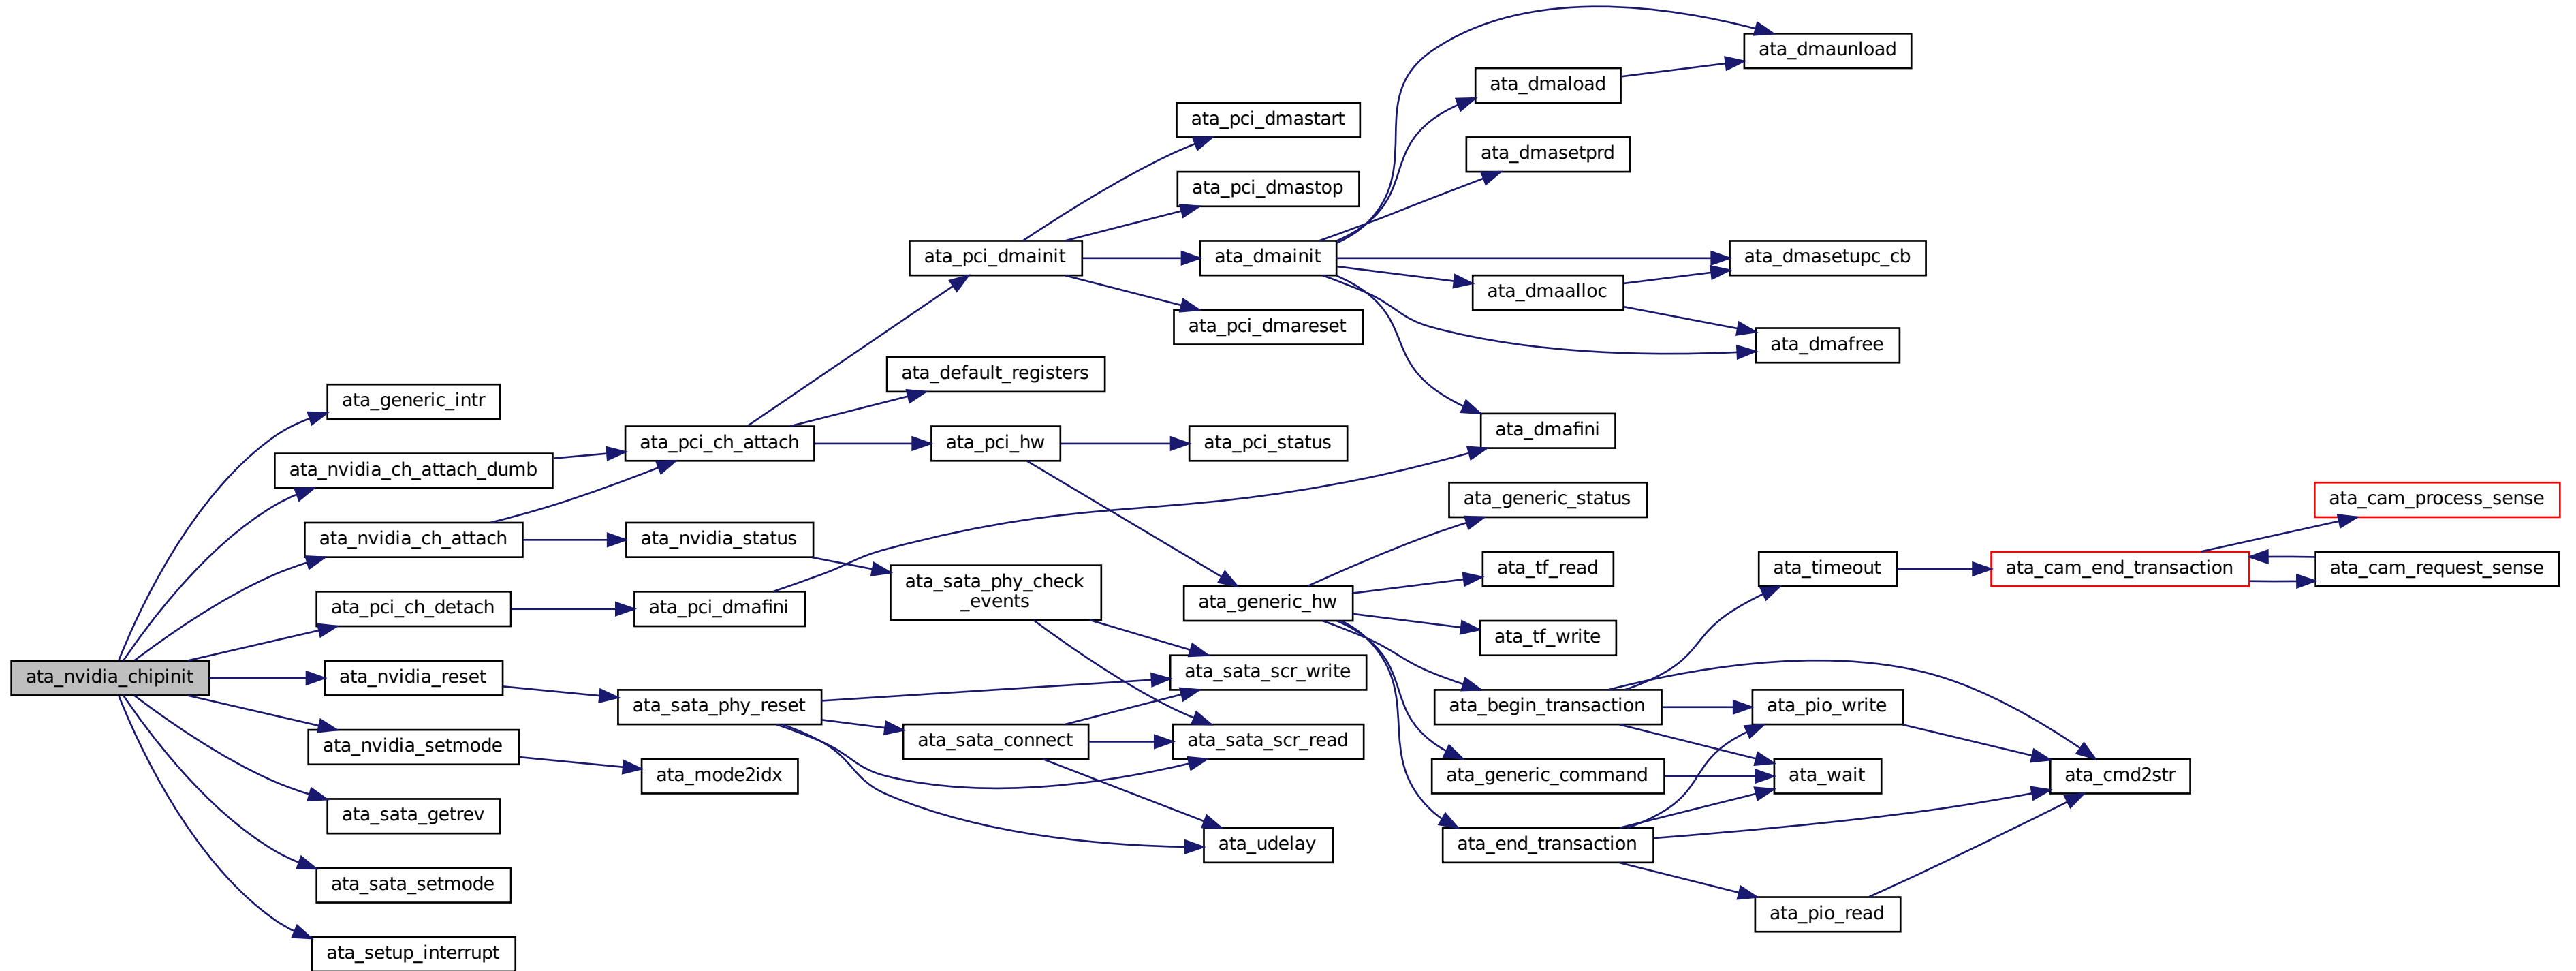 ata_nvidia_chipinit
ata_generic_intr
ata_nvidia_ch_attach_dumb
ata_nvidia_ch_attach
ata_pci_ch_detach
ata_nvidia_reset
ata_nvidia_setmode
ata_sata_getrev
ata_sata_setmode
ata_setup_interrupt
ata_pci_ch_attach
ata_nvidia_status
ata_pci_dmafini
ata_sata_phy_reset
ata_mode2idx
ata_pci_dmainit
ata_default_registers
ata_pci_hw
ata_sata_phy_check
_events
ata_sata_connect
ata_pci_dmastart
ata_pci_dmastop
ata_dmainit
ata_pci_dmareset
ata_pci_status
ata_generic_hw
ata_sata_scr_write
ata_sata_scr_read
ata_udelay
ata_dmaload
ata_dmasetprd
ata_dmaalloc
ata_dmafini
ata_generic_status
ata_tf_read
ata_tf_write
ata_begin_transaction
ata_generic_command
ata_end_transaction
ata_dmaunload
ata_dmasetupc_cb
ata_dmafree
ata_timeout
ata_pio_write
ata_wait
ata_pio_read
ata_cam_end_transaction
ata_cmd2str
ata_cam_process_sense
ata_cam_request_sense